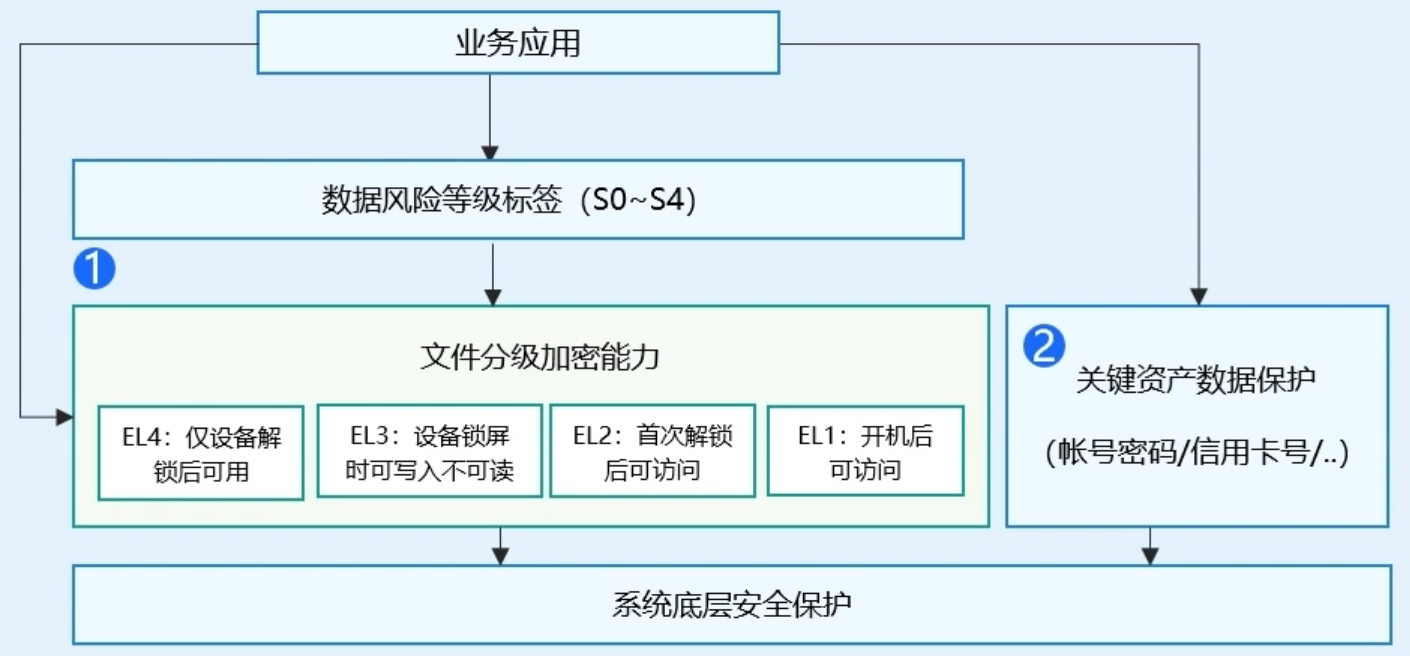 业务应用
数据风险等级标签（S0~S4）
1
文件分级加密能力
EL4：仅设备解
锁后可用
EL3：设备锁屏
时可写入不可读
EL2：首次解锁
后可访问
EL1：开机后
可访问
2
关键资产数据保护
（帐号密码/信用卡号/..）
系统底层安全保护